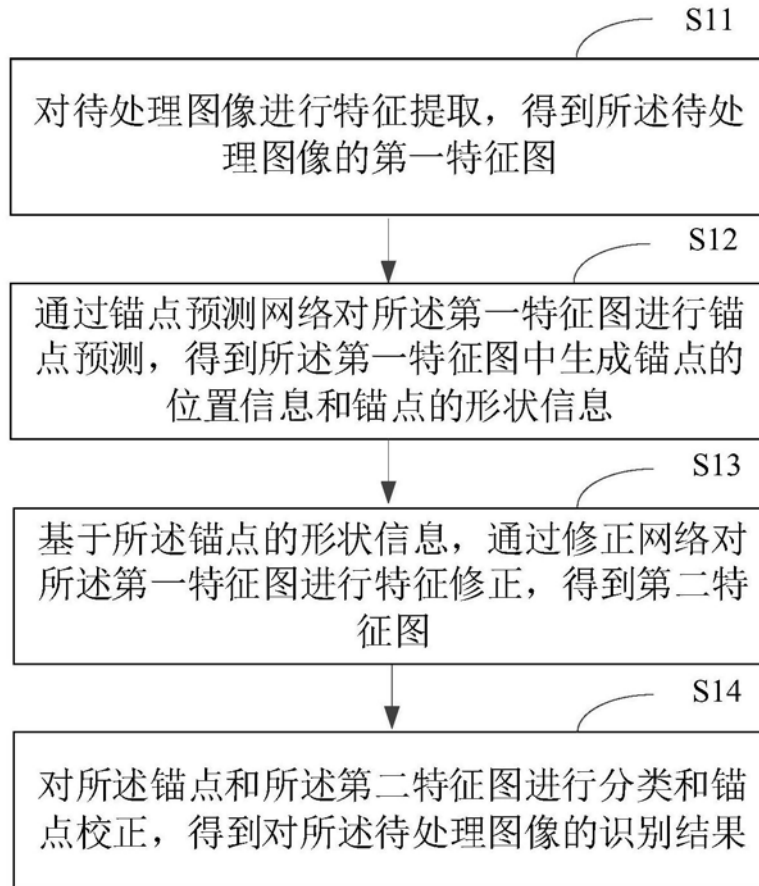 S11
对待处理图像进行特征提取，得到所述待处
理图像的第一特征图
S12
通过锚点预测网络对所述第一特征图进行锚
点预测，得到所述第一特征图中生成锚点的
位置信息和锚点的形状信息
S13
基于所述锚点的形状信息，通过修正网络对
所述第一特征图进行特征修正，得到第二特
征图
S14
对所述锚点和所述第二特征图进行分类和锚
点校正，得到对所述待处理图像的识别结果